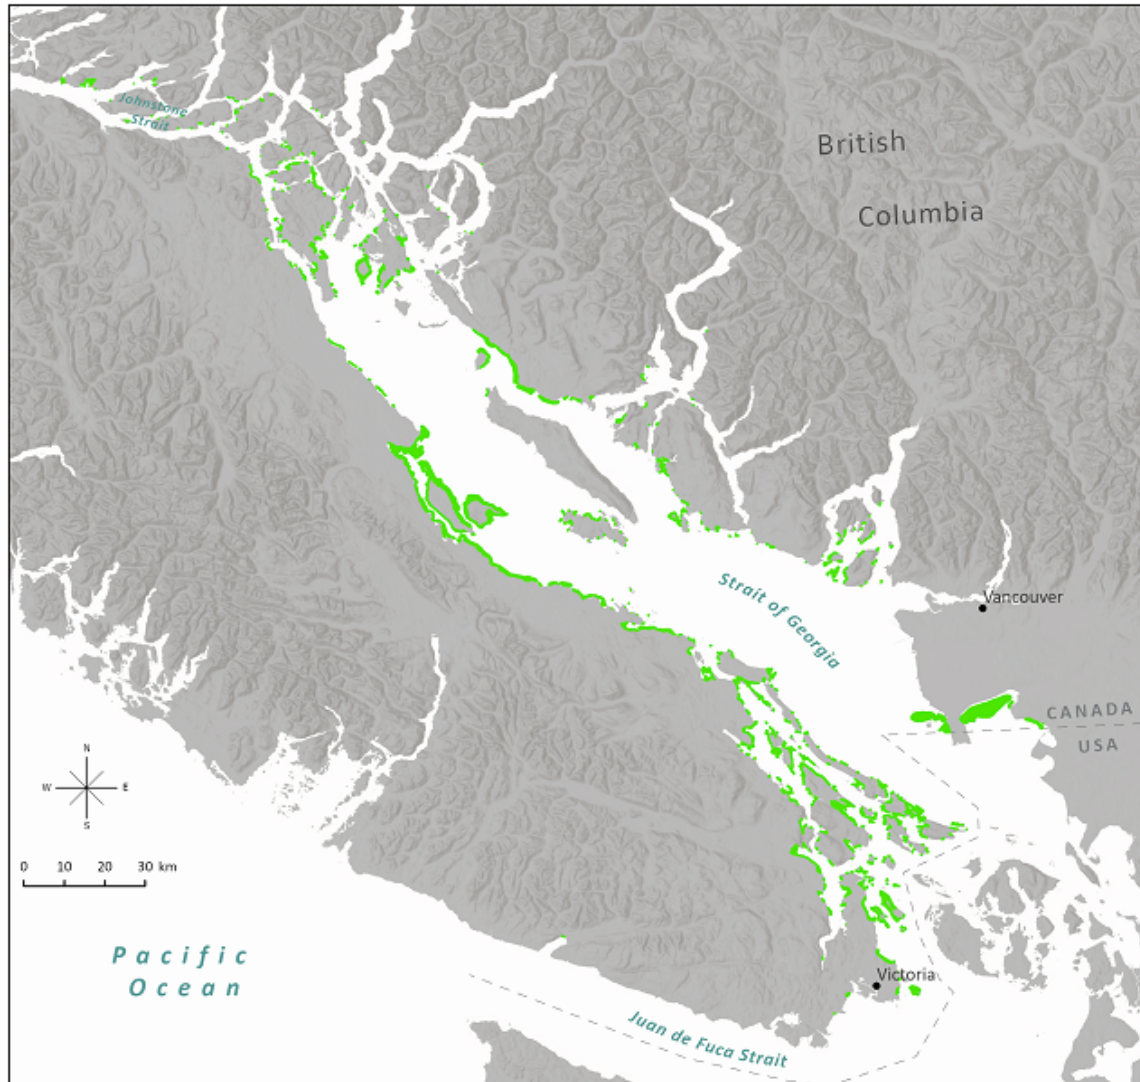 Johnstone
Strait
British
Columbia
Strait of Georgia
Vancouver
CANADA
USA
N
W E
S
0 10 20 30 km
Pacific
Ocean
Victoria
Juan de Fuca Strait